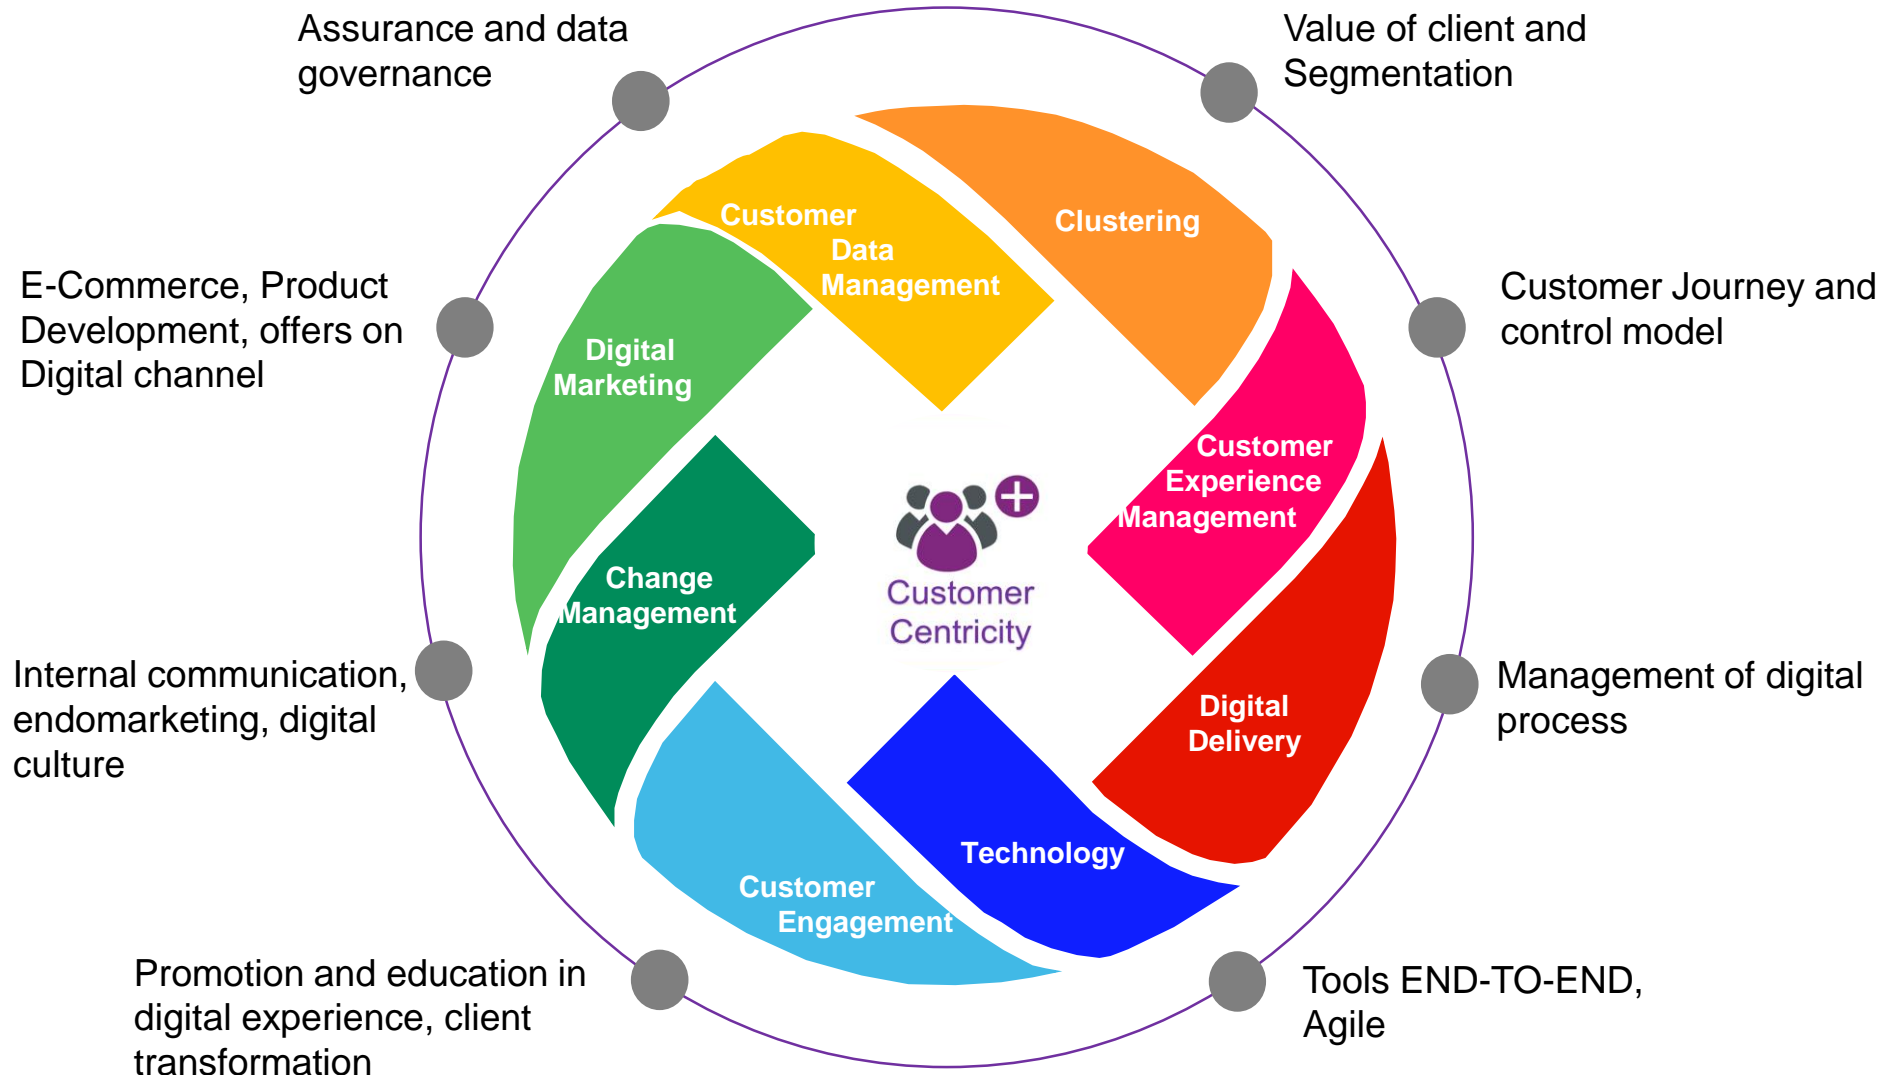 Assurance and data
governance
Value of client and
Segmentation
Customer
Data
Management
Clustering
E-Commerce, Product
Development, offers on
Digital channel
Customer Journey and
control model
Digital
Marketing
Customer
Experience
Management
Change
Management
Customer
Centricity
Internal communication,
endomarketing, digital
culture
Management of digital
process
Digital
Delivery
Technology
Customer
Engagement
Promotion and education in
digital experience, client
transformation
Tools END-TO-END,
Agile